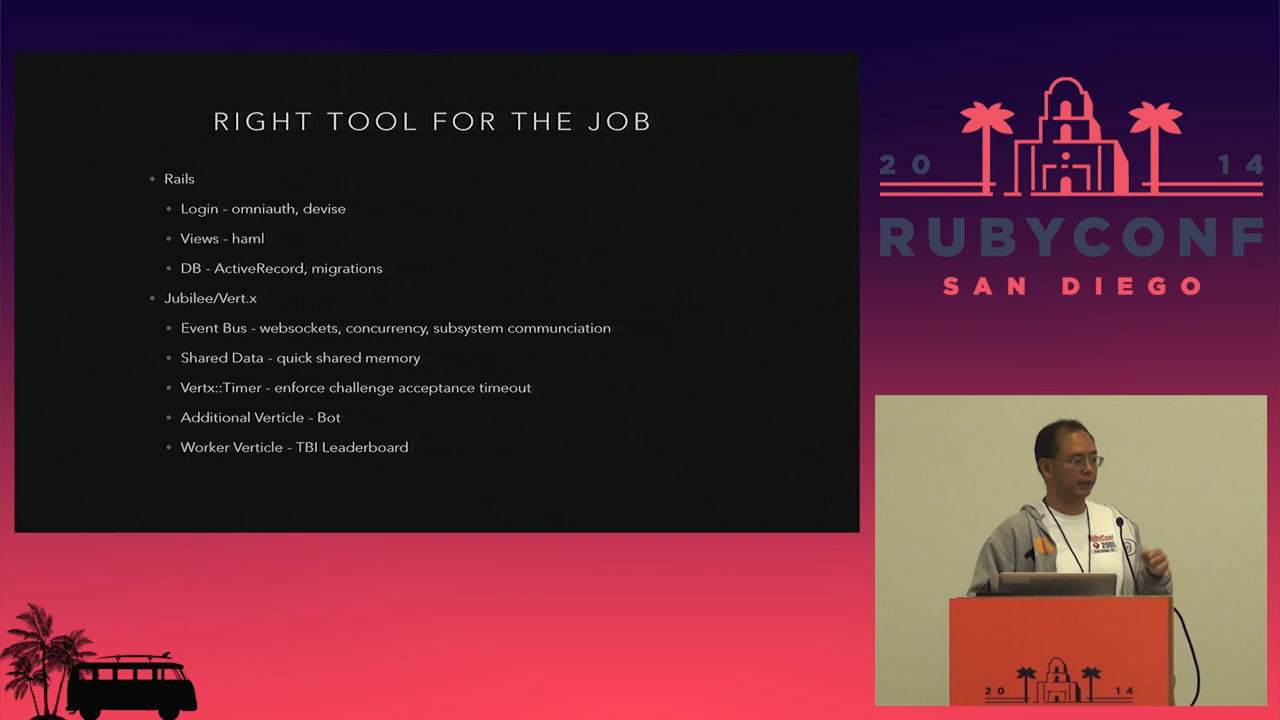 RIGHT TOOL FOR THE JOB
• Rails
• Login - omniauth, devise
• Views - haml
• DB - ActiveRecord, migrations
• Jubilee/Vert.x
• Event Bus - websockets, concurrency, subsystem communciation
• Shared Data - quick shared memory
• Vertx::Timer - enforce challenge acceptance timeout
• Additional Verticle - Bot
• Worker Verticle - TBI Leaderboard
20 14
RUBYCONF
SAN DIEGO
RubyConf
2005
20 14